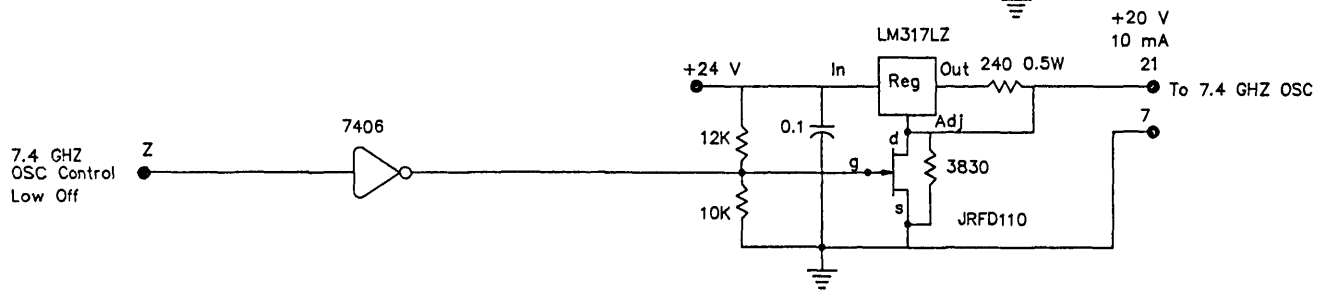 +20 V
LM317LZ
10 mA
+24 V
In
Reg
Out
240 0.5W
21
To 7.4 GHZ OSC
7406
0.1
Adj
7
12K
d
7.4 GHZ
Z
OSC Control
g
3830
Low Off
10K
s
JRFD110